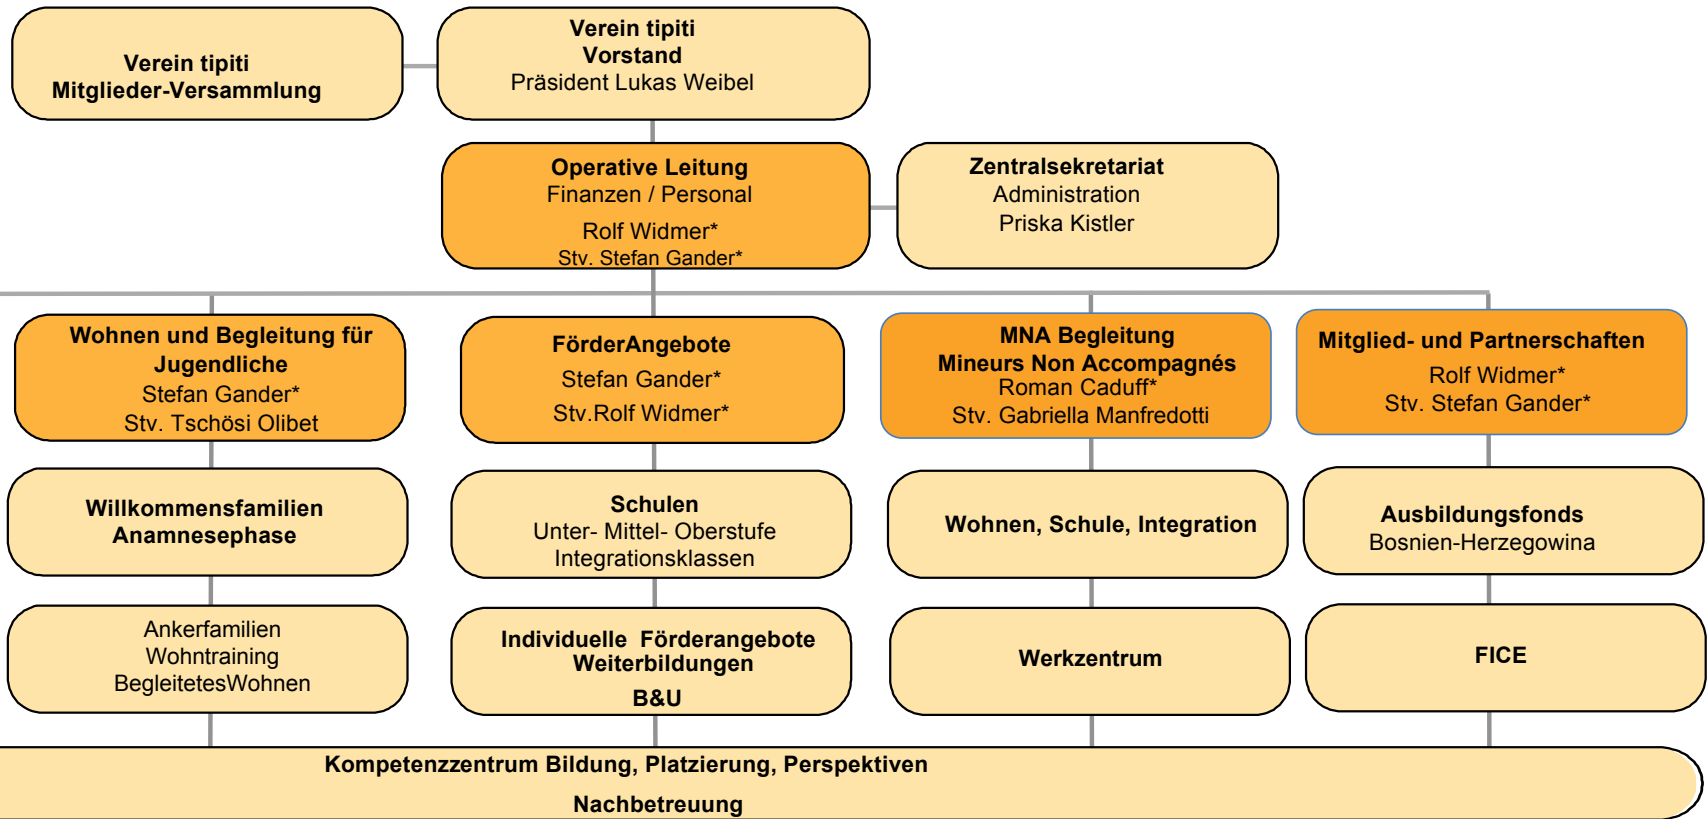 Verein tipiti
Mitglieder-Versammlung
Verein tipiti
Vorstand
Präsident Lukas Weibel
Operative Leitung
Finanzen / Personal
Rolf Widmer*
Stv. Stefan Gander*
Zentralsekretariat
Administration
Priska Kistler
Wohnen und Begleitung für
Jugendliche
Stefan Gander*
Stv. Tschösi Olibet
FörderAngebote
Stefan Gander*
Stv.Rolf Widmer*
MNA Begleitung
Mineurs Non Accompagnés
Roman Caduff*
Stv. Gabriella Manfredotti
Mitglied- und Partnerschaften
Rolf Widmer*
Stv. Stefan Gander*
Willkommensfamilien
Anamnesephase
Schulen
Unter- Mittel- Oberstufe
Integrationsklassen
Wohnen, Schule, Integration
Ausbildungsfonds
Bosnien-Herzegowina
Ankerfamilien
Wohntraining
BegleitetesWohnen
Individuelle  Förderangebote
Weiterbildungen
B&U
Werkzentrum
FICE
Kompetenzzentrum Bildung, Platzierung, Perspektiven
Nachbetreuung